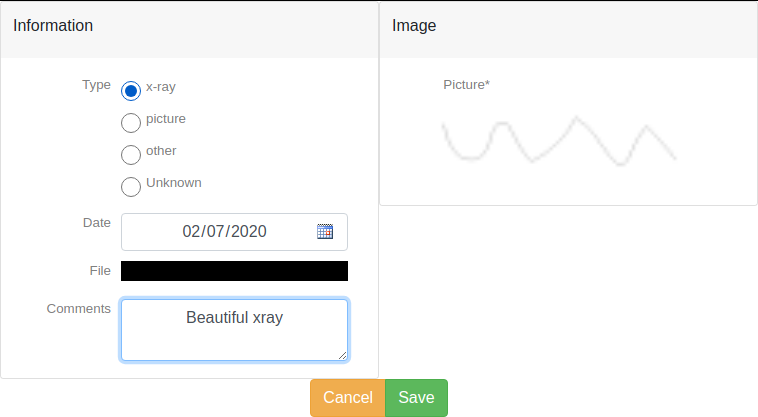 Information
Type
x-ray
picture
other
Unknown
Date
02/07/2020
File
Comments
Beautiful xray
Image
Picture*
Cancel
Save